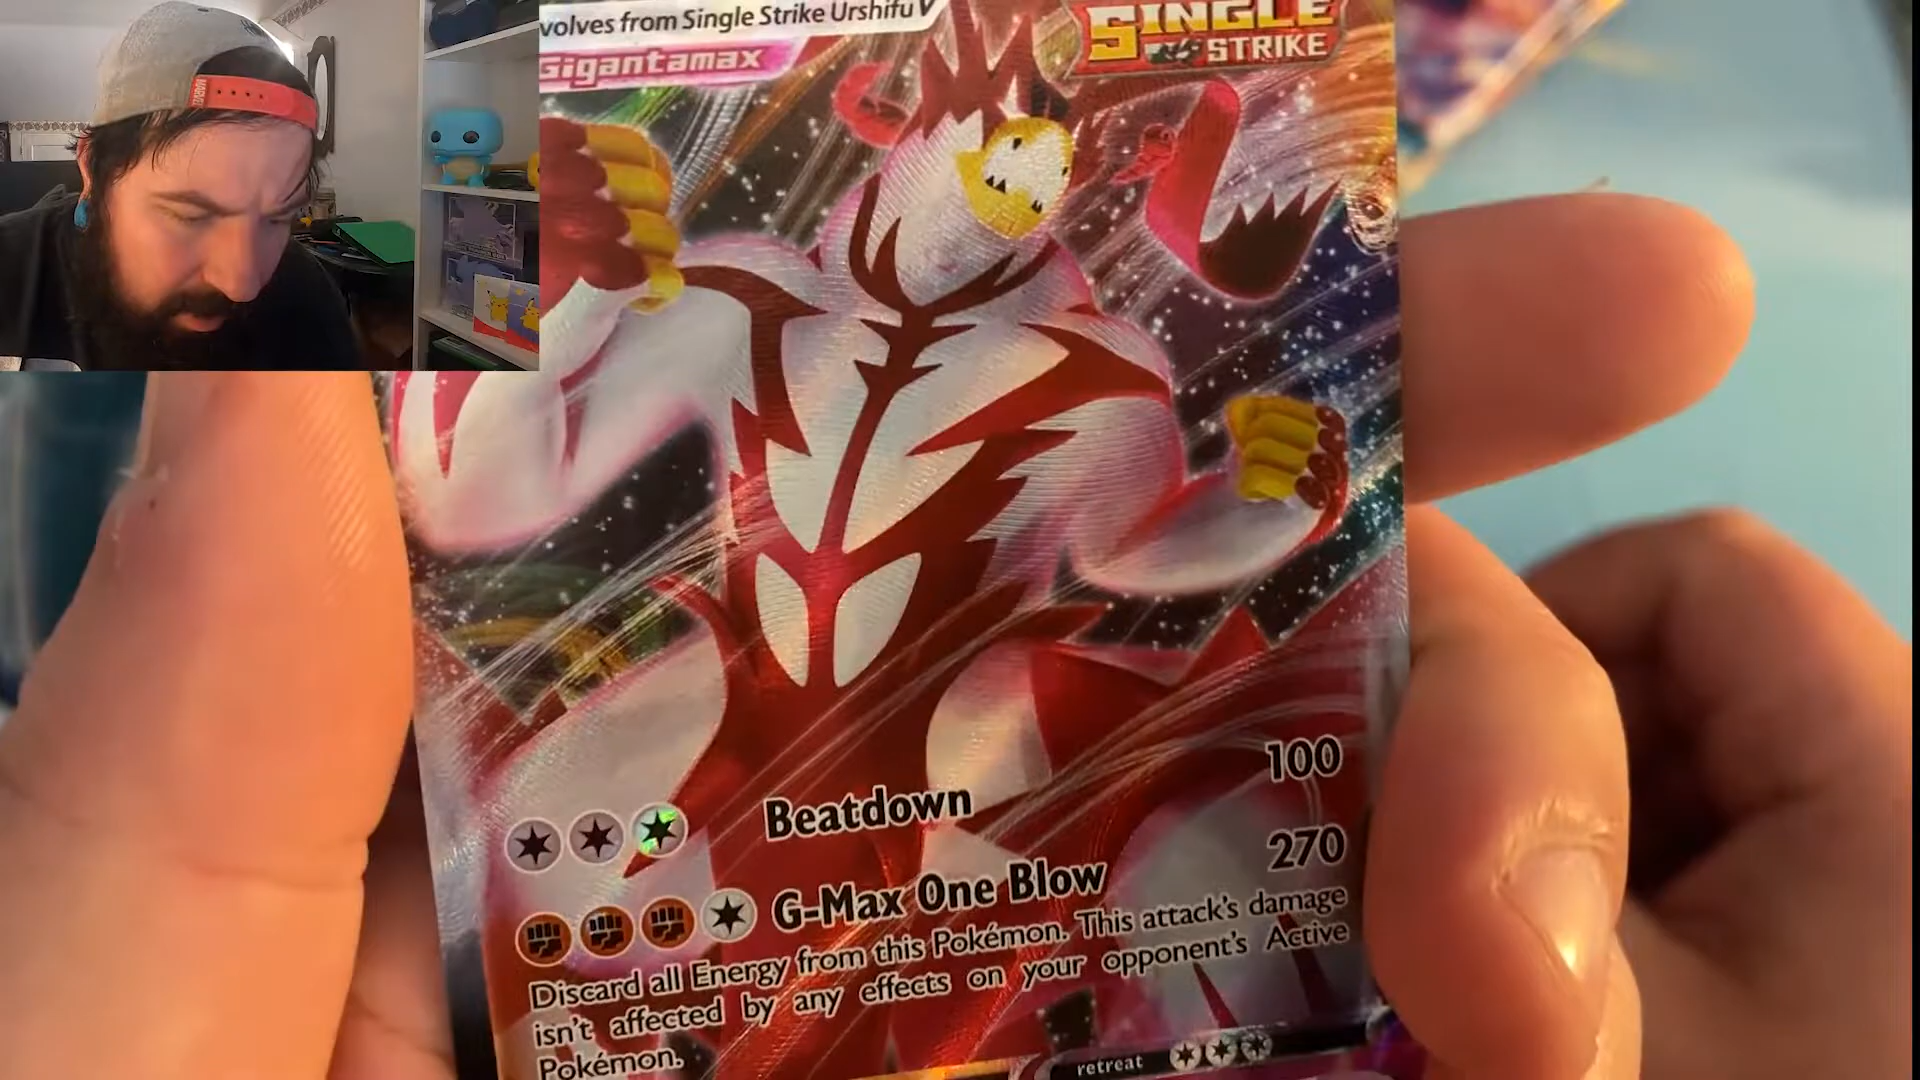 volves from Single Strike Urshifu V
Gigantamax
SINGLE
STRIKE
MARVEL
Beatdown 100
G-Max One Blow 270
Discard all Energy from this Pokémon. This attack's damage
isn't affected by any effects on your opponent's Active
Pokémon.
retreat